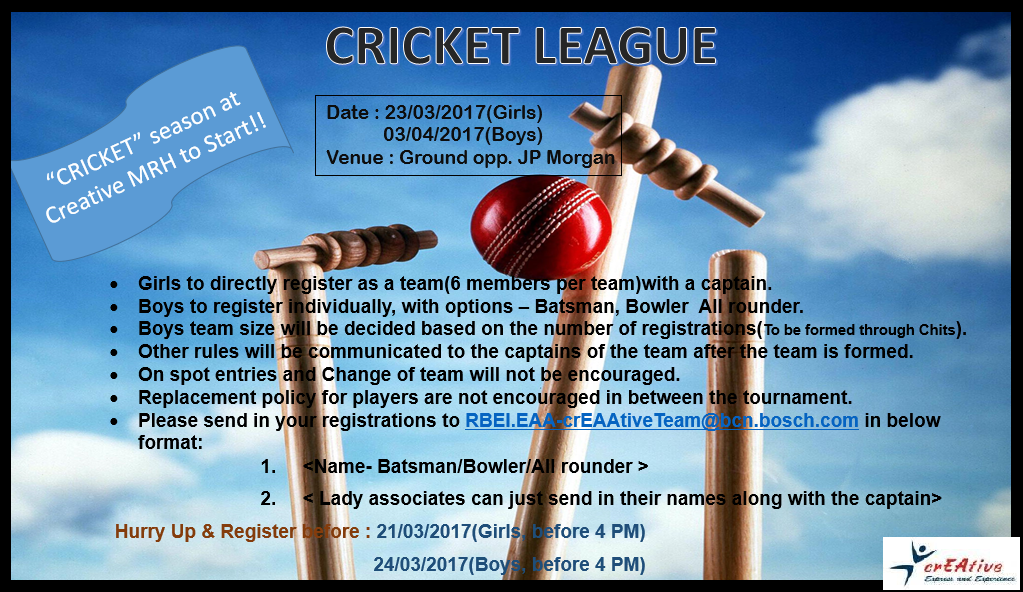 CRICKET LEAGUE
“CRICKET” season at
Creative MRH to Start!!
Date : 23/03/2017(Girls)
03/04/2017(Boys)
Venue : Ground opp. JP Morgan
• Girls to directly register as a team(6 members per team)with a captain.
• Boys to register individually, with options – Batsman, Bowler All rounder.
• Boys team size will be decided based on the number of registrations(To be formed through Chits).
• Other rules will be communicated to the captains of the team after the team is formed.
• On spot entries and Change of team will not be encouraged.
• Replacement policy for players are not encouraged in between the tournament.
• Please send in your registrations to RBEI.EAA-crEAAtiveTeam@bcn.bosch.com in below
format:
1. <Name- Batsman/Bowler/All rounder >
2. < Lady associates can just send in their names along with the captain>
Hurry Up & Register before : 21/03/2017(Girls, before 4 PM)
24/03/2017(Boys, before 4 PM)
crEAtive
Express and Experience